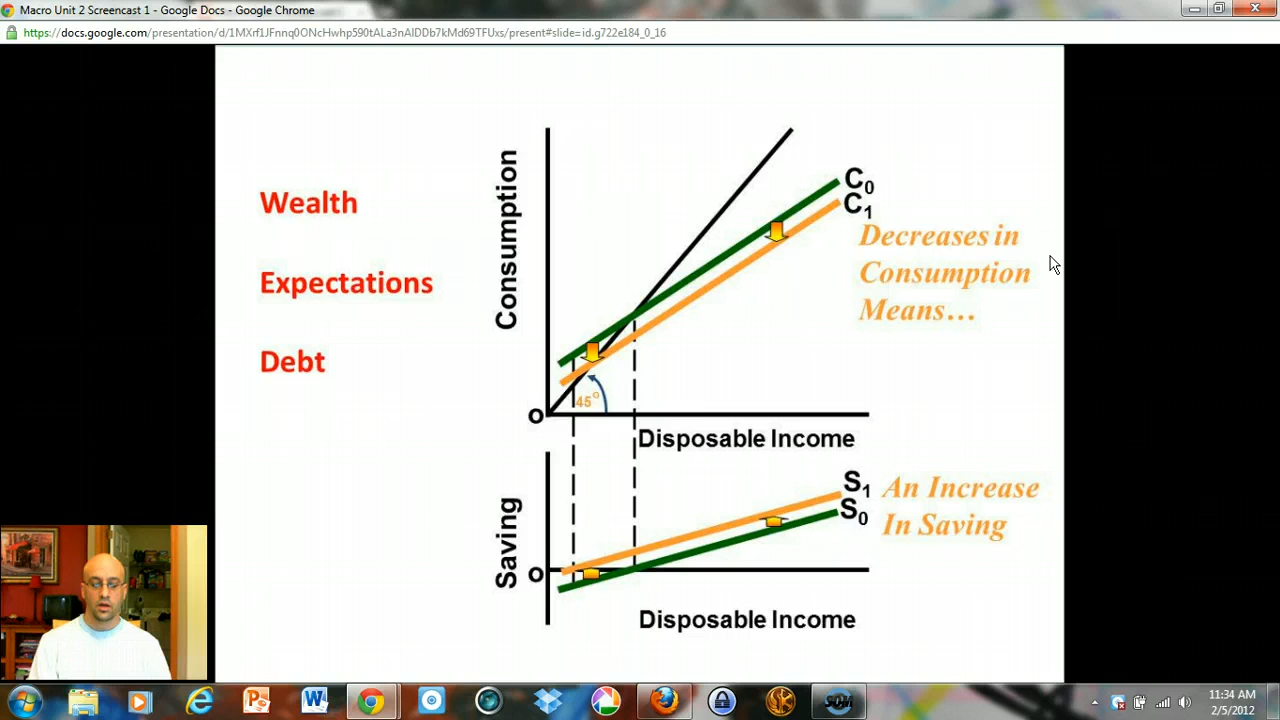 Macro Unit 2 Screencast 1 - Google Docs - Google Chrome
https://docs.google.com/presentation/d/1MXrf1JFnnq0ONcHwhp590tALa3nAlDDb7kMd69TFUxs/present#slide=id.g722e184_0_16
Wealth
Expectations
Debt
Consumption
C0
C1
Decreases in
Consumption
Means…
45°
0
Disposable Income
Saving
S1
S0
An Increase
In Saving
0
Disposable Income
11:34 AM
2/5/2012